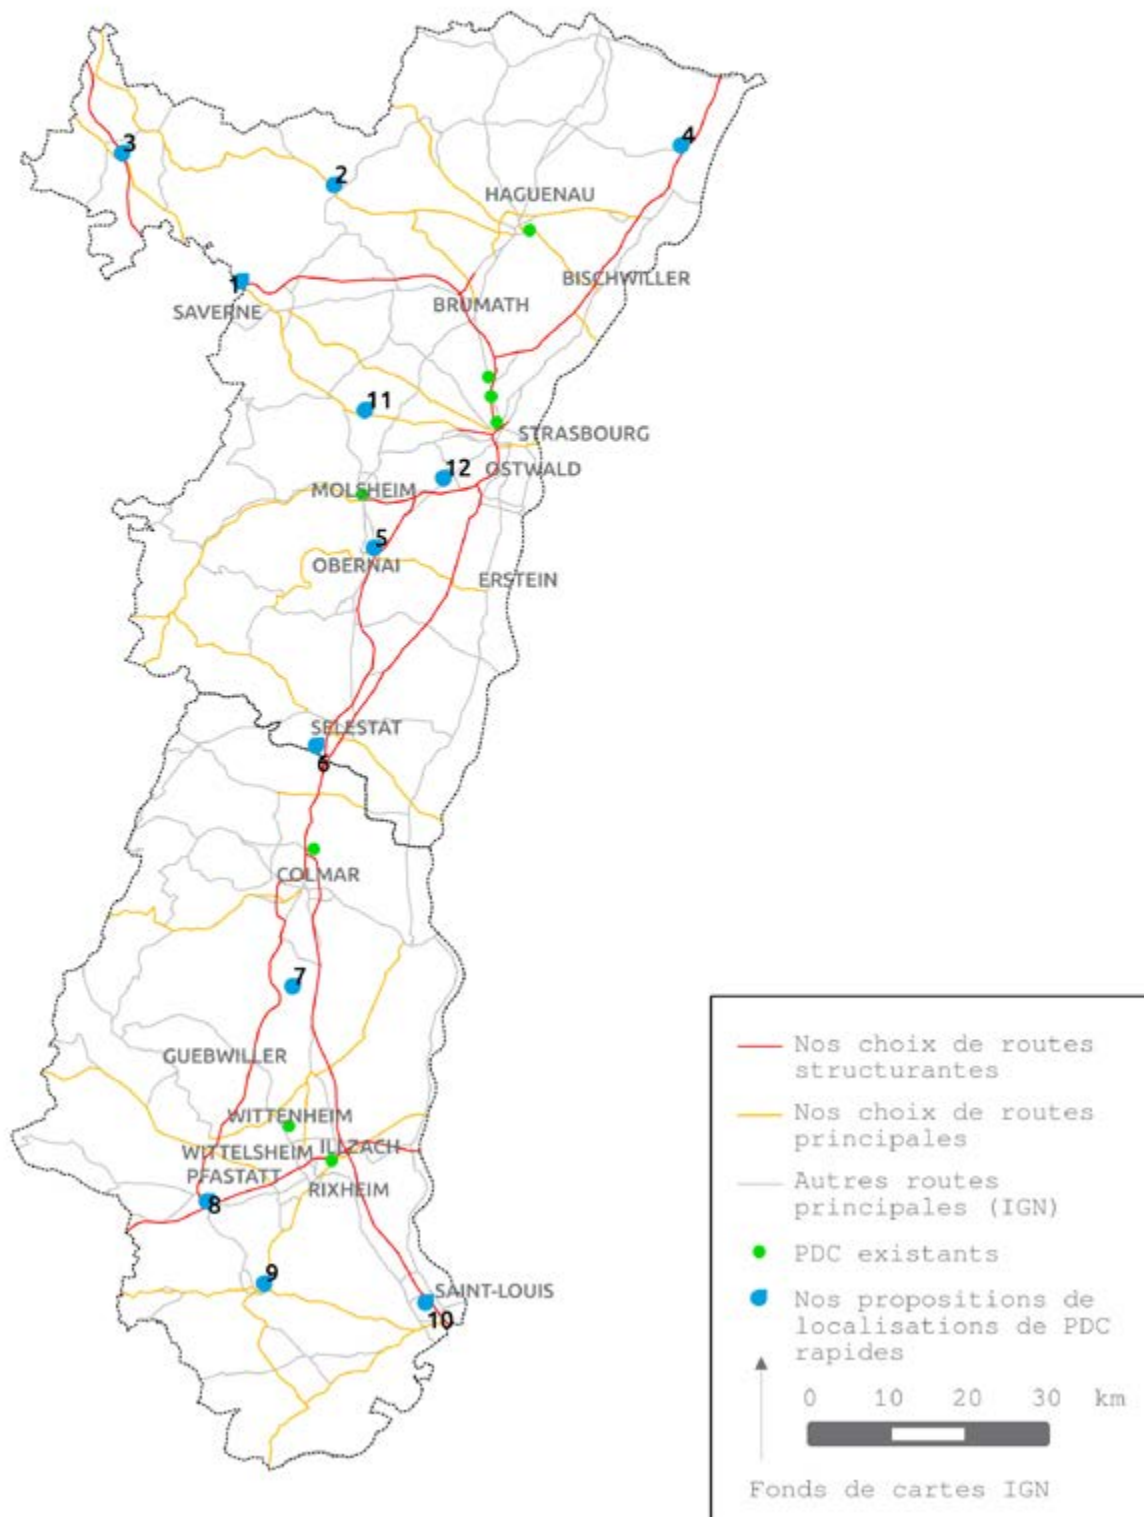 3
4
2
HAGUENAU
1
BISCHWILLER
SAVERNE
BRUMATH
11
STRASBOURG
12
OSTWALD
MOLSHEIM
5
OBERNAI
ERSTEIN
SELESTAT
6
COLMAR
7
GUEBWILLER
WITTENHEIM
WITTELSHEIM
ILLZACH
PFASTATT
RIXHEIM
8
9
SAINT-LOUIS
10
Nos choix de routes
structurantes
Nos choix de routes
principales
Autres routes
principales (IGN)
PDC existants
Nos propositions de
localisations de PDC
rapides
0 10 20 30 km
Fonds de cartes IGN